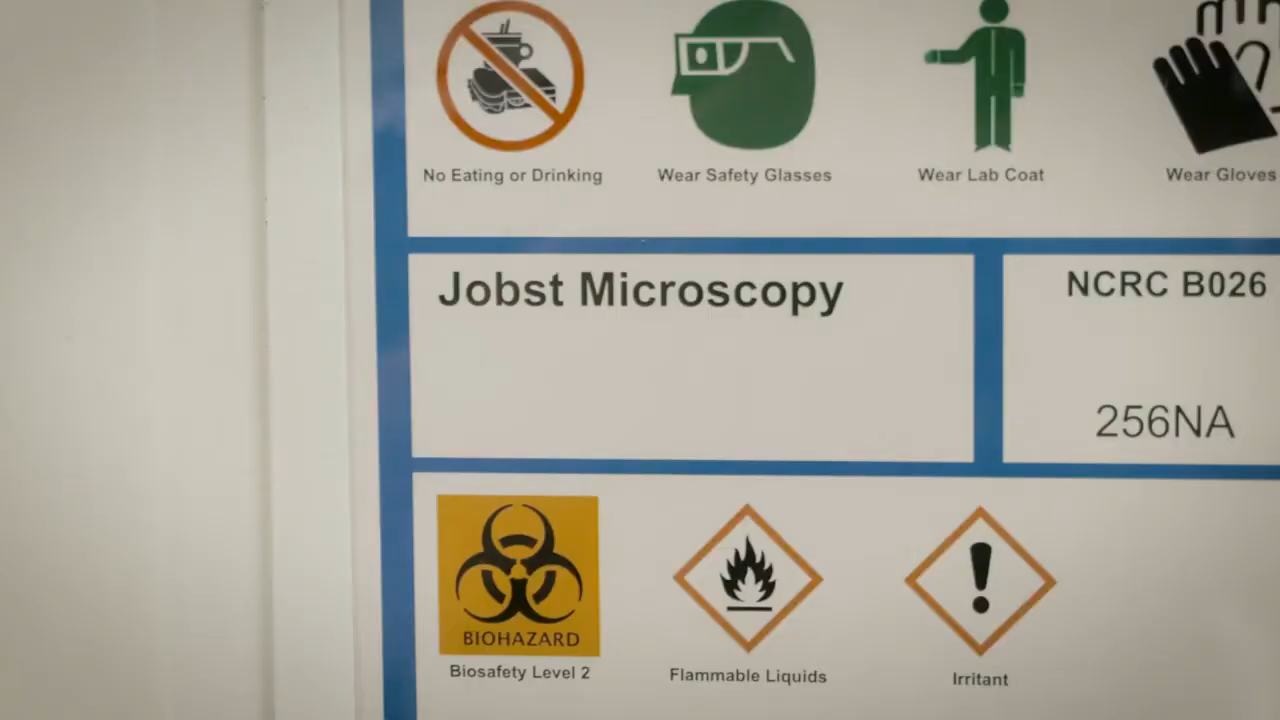 No Eating or Drinking
Wear Safety Glasses
Wear Lab Coat
Wear Gloves
Jobst Microscopy
NCRC B026
256NA
BIOHAZARD
Biosafety Level 2
Flammable Liquids
Irritant